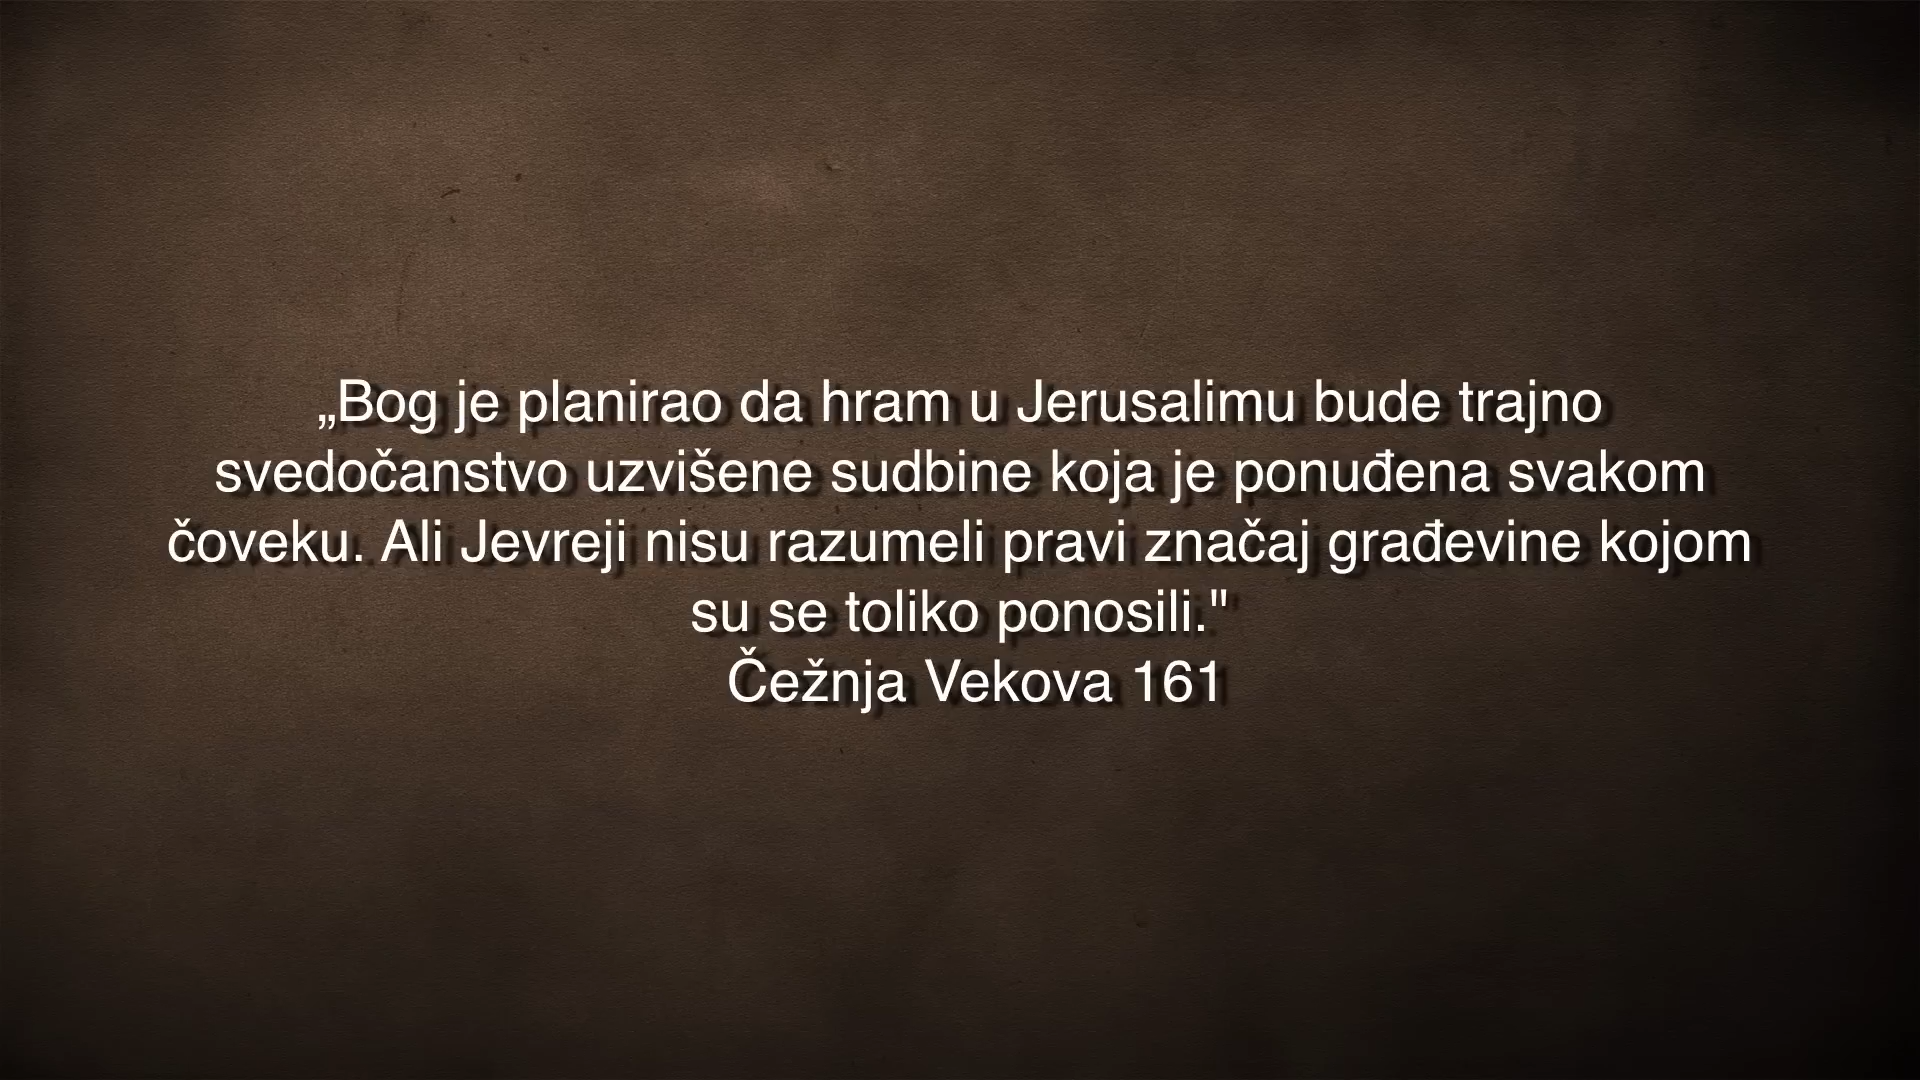 „Bog je planirao da hram u Jerusalimu bude trajno
svedočanstvo uzvišene sudbine koja je ponuđena svakom
čoveku. Ali Jevreji nisu razumeli pravi značaj građevine kojom
su se toliko ponosili."
Čežnja Vekova 161